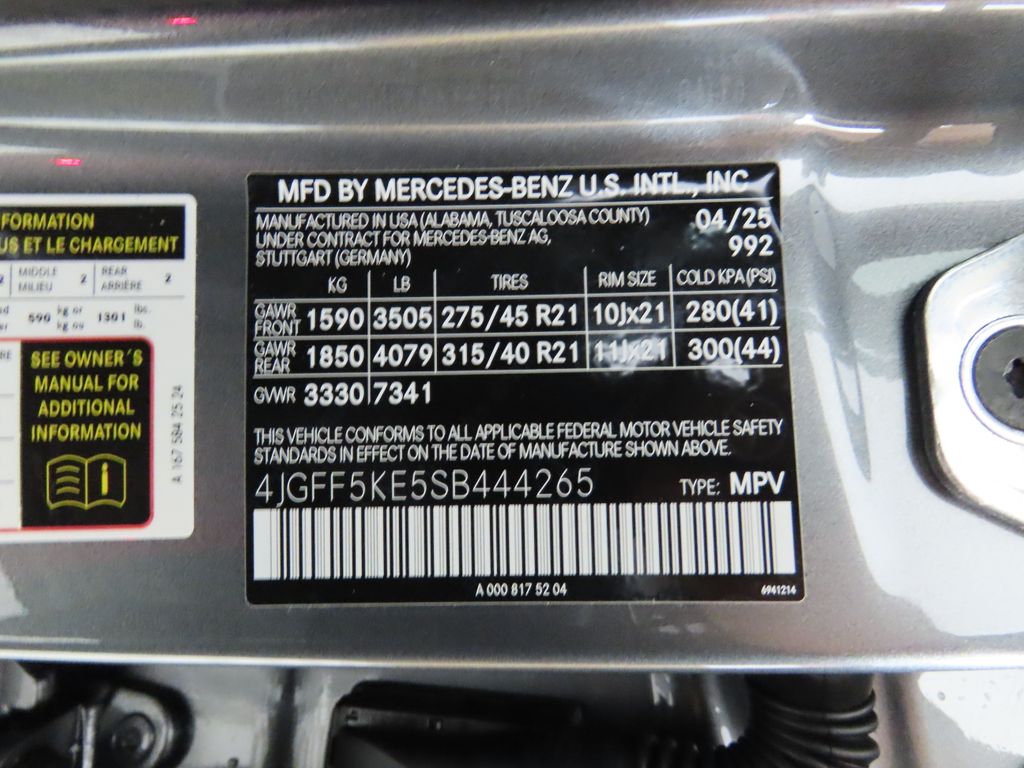 FORMATION
US ET LE CHARGEMENT
MIDDLE MILIEU 2 REAR ARRIÈRE 2
590 kg or kg ou 1301 lbs. lb.
SEE OWNER'S
MANUAL FOR
ADDITIONAL
INFORMATION
A 167 584 25 24
MFD BY MERCEDES-BENZ U.S. INTL., INC
MANUFACTURED IN USA (ALABAMA, TUSCALOOSA COUNTY) 04/25
UNDER CONTRACT FOR MERCEDES-BENZ AG, 992
STUTTGART (GERMANY)
KG LB TIRES RIM SIZE COLD KPA(PSI)
GAWR FRONT 1590 3505 275/45 R21 10Jx21 280(41)
GAWR REAR 1850 4079 315/40 R21 11Jx21 300(44)
GVWR 3330 7341
THIS VEHICLE CONFORMS TO ALL APPLICABLE FEDERAL MOTOR VEHICLE SAFETY
STANDARDS IN EFFECT ON THE DATE OF MANUFACTURE SHOWN ABOVE.
4JGFF5KE5SB444265 TYPE: MPV
A 000 817 52 04 6941214